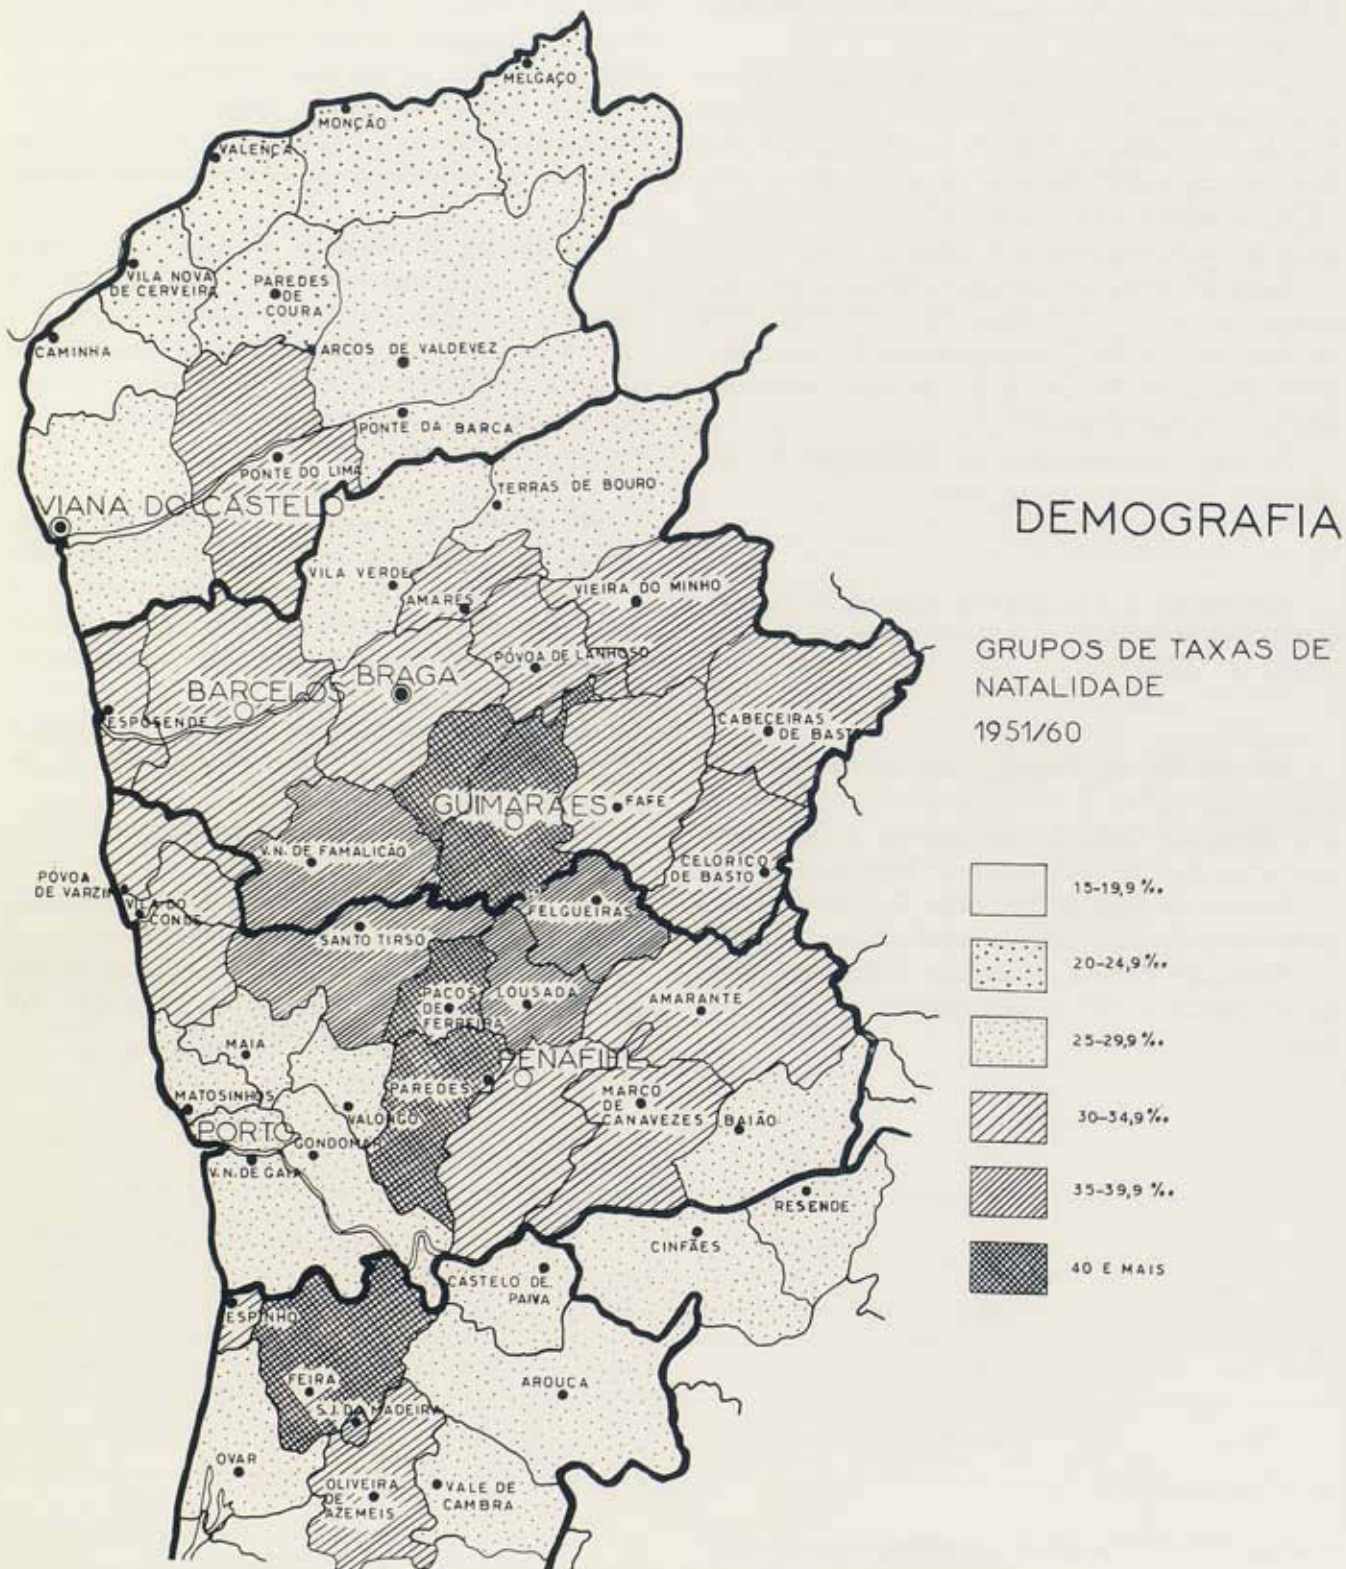 MELGAÇO
MONÇÃO
VALENÇA
VILA NOVA
DE CERVEIRA
PAREDES
DE
COURA
CAMINHA
ARCOS DE VALDEVEZ
PONTE DA BARCA
PONTE DO LIMA
VIANA DO CASTELO
TERRAS DE BOURO
DEMOGRAFIA
VILA VERDE
AMARES
VIEIRA DO MINHO
GRUPOS DE TAXAS DE
NATALIDADE
1951/60
PÓVOA DE LANHOSO
BRAGA
BARCELOS
ESPOSENDE
CABECEIRAS
DE BASTO
GUIMARAES
FAFE
V.N. DE FAMALICÃO
CELORICO
DE BASTO
PÓVOA
DE VARZIM
VILA DO
CONDE
FELGUEIRAS
SANTO TIRSO
PAÇOS
DE
FERREIRA
LOUSADA
AMARANTE
MAIA
PENAFIEL
PAREDES
MATOSINHOS
MARCO
DE
CANAVEZES
VALONGO
BAIÃO
PORTO
GONDOMAR
V.N. DE GAIA
RESENDE
CINFÃES
CASTELO DE
PAIVA
ESPINHO
FEIRA
S.J. DA MADEIRA
AROUCA
OVAR
OLIVEIRA
DE
AZEMEIS
VALE DE
CAMBRA
15-19,9‰
20-24,9‰
25-29,9‰
30-34,9‰
35-39,9‰
40 E MAIS